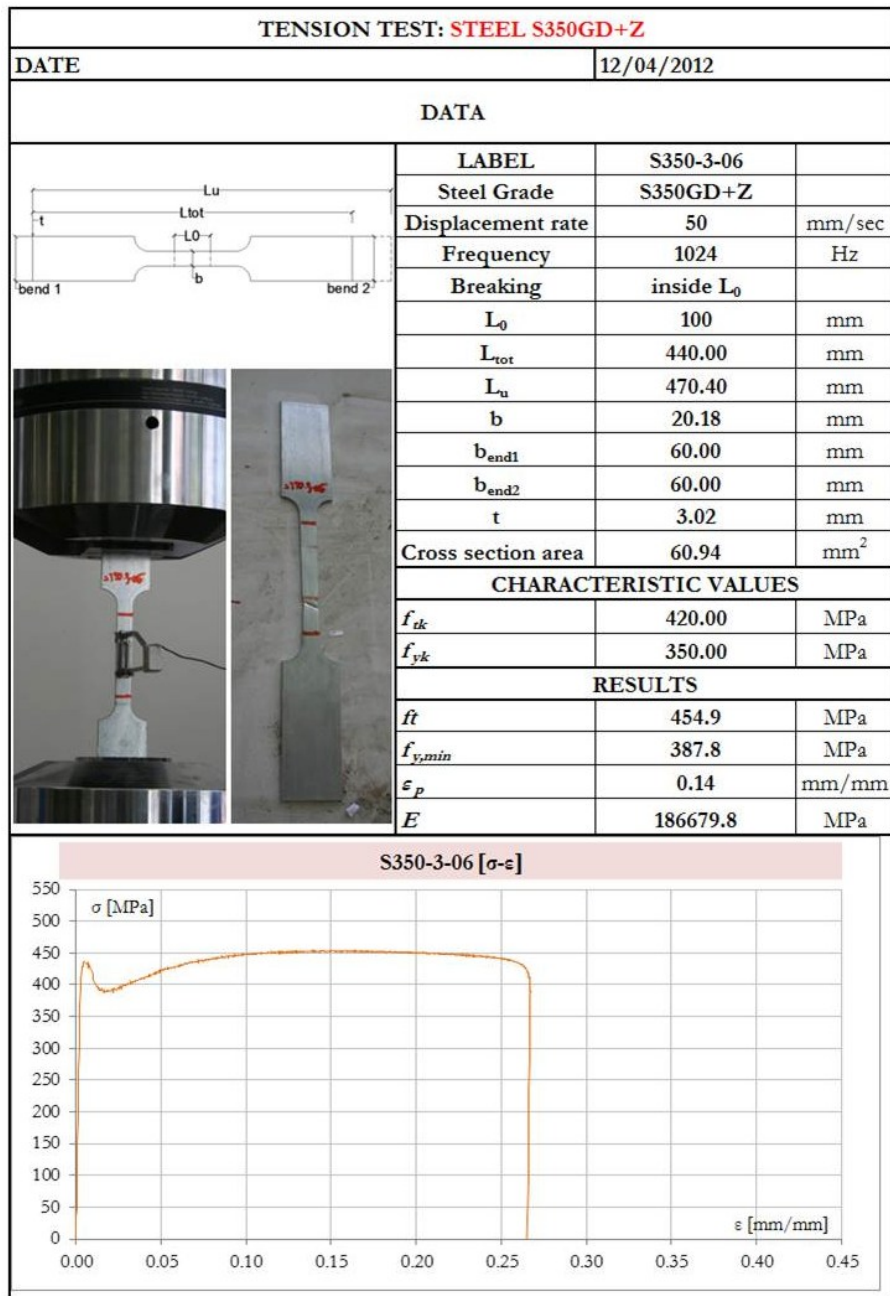 TENSION TEST: STEEL S350GD+Z
DATE 12/04/2012
DATA
LABEL S350-3-06
Steel Grade S350GD+Z
Displacement rate 50 mm/sec
Frequency 1024 Hz
Breaking inside L₀
L₀ 100 mm
Lₜₒₜ 440.00 mm
Lᵤ 470.40 mm
b 20.18 mm
b_end1 60.00 mm
b_end2 60.00 mm
t 3.02 mm
Cross section area 60.94 mm²
CHARACTERISTIC VALUES
f_tk 420.00 MPa
f_yk 350.00 MPa
RESULTS
ft 454.9 MPa
f_y,min 387.8 MPa
ε_p 0.14 mm/mm
E 186679.8 MPa
Lu
Ltot
t
L0
b
bend 1
bend 2
S350-3-06 [σ-ε]
σ [MPa]
550
500
450
400
350
300
250
200
150
100
50
0
ε [mm/mm]
0.00 0.05 0.10 0.15 0.20 0.25 0.30 0.35 0.40 0.45